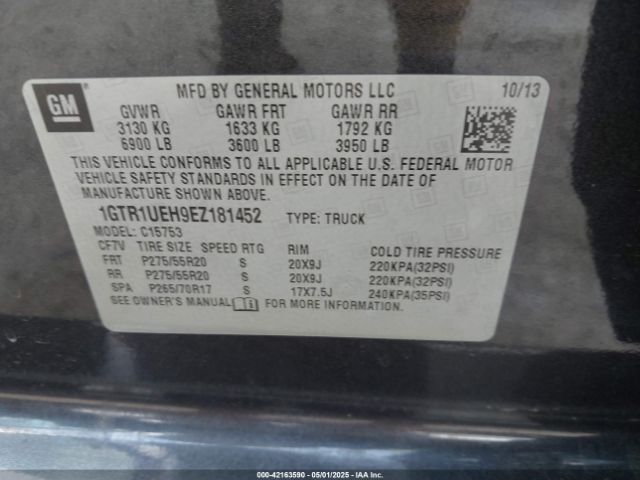 GM
MFD BY GENERAL MOTORS LLC 10/13
GVWR GAWR FRT GAWR RR
3130 KG 1633 KG 1792 KG
6900 LB 3600 LB 3950 LB
THIS VEHICLE CONFORMS TO ALL APPLICABLE U.S. FEDERAL MOTOR
VEHICLE SAFETY STANDARDS IN EFFECT ON THE DATE OF
MANUFACTURE SHOWN ABOVE.
1GTR1UEH9EZ181452 TYPE: TRUCK
MODEL: C15753
CF7V TIRE SIZE SPEED RTG RIM COLD TIRE PRESSURE
FRT P275/55R20 S 20X9J 220KPA(32PSI)
RR P275/55R20 S 20X9J 220KPA(32PSI)
SPA P265/70R17 S 17X7.5J 240KPA(35PSI)
SEE OWNER'S MANUAL FOR MORE INFORMATION.
000-42163590 - 05/01/2025 - IAA, Inc.